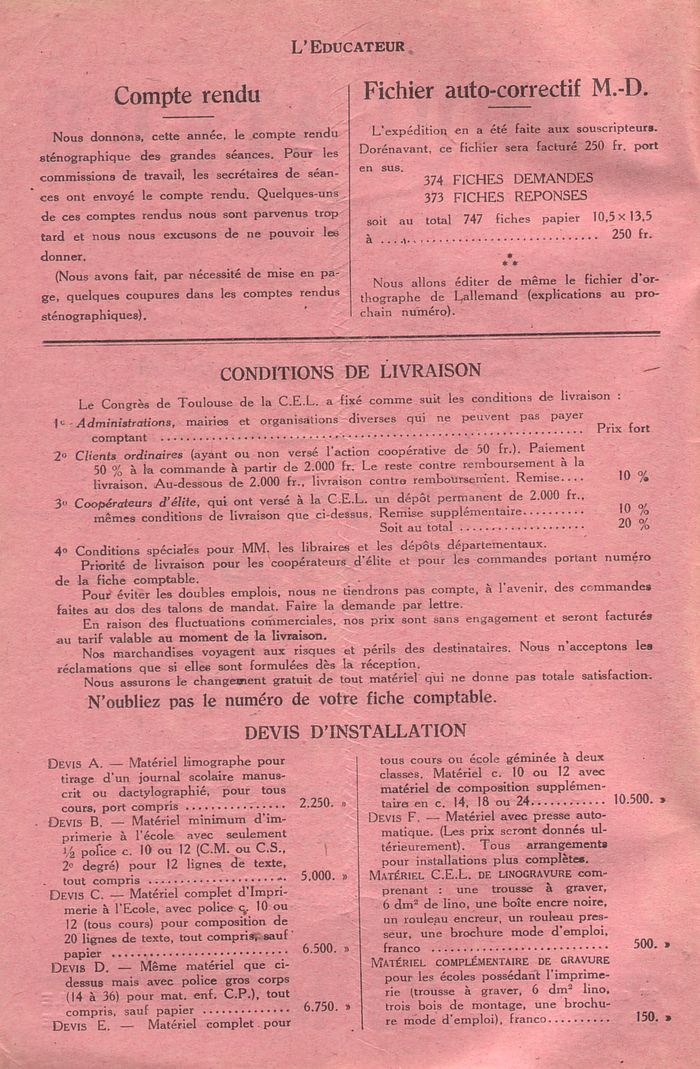 L'EDUCATEUR
Compte rendu
Nous donnons, cette année, le compte rendu
sténographique des grandes séances. Pour les
commissions de travail, les secrétaires de séan-
ces ont envoyé le compte rendu. Quelques-uns
de ces comptes rendus nous sont parvenus trop
tard et nous nous excusons de ne pouvoir les
donner.
(Nous avons fait, par nécessité de mise en pa-
ge, quelques coupures dans les comptes rendus
sténographiques).
Fichier auto-correctif M.-D.
L'expédition en a été faite aux souscripteurs.
Dorénavant, ce fichier sera facturé 250 fr. port
en sus.
374 FICHES DEMANDES
373 FICHES REPONSES
soit au total 747 fiches papier 10,5 × 13,5
à .................................. 250 fr.
* * *
Nous allons éditer de même le fichier d'or-
thographe de Lallemand (explications au pro-
chain numéro).
CONDITIONS DE LIVRAISON
Le Congrès de Toulouse de la C.E.L. a fixé comme suit les conditions de livraison :
1º Administrations, mairies et organisations diverses qui ne peuvent pas payer
comptant .................................................... Prix fort
2º Clients ordinaires (ayant ou non versé l'action coopérative de 50 fr.). Paiement
50 % à la commande à partir de 2.000 fr. Le reste contre remboursement à la
livraison. Au-dessous de 2.000 fr., livraison contre remboursement. Remise.... 10 %
3º Coopérateurs d'élite, qui ont versé à la C.E.L. un dépôt permanent de 2.000 fr.,
mêmes conditions de livraison que ci-dessus. Remise supplémentaire.......... 10 %
Soit au total .................... 20 %
4º Conditions spéciales pour MM. les libraires et les dépôts départementaux.
Priorité de livraison pour les coopérateurs d'élite et pour les commandes portant numéro
de la fiche comptable.
Pour éviter les doubles emplois, nous ne tiendrons pas compte, à l'avenir, des commandes
faites au dos des talons de mandat. Faire la demande par lettre.
En raison des fluctuations commerciales, nos prix sont sans engagement et seront facturés
au tarif valable au moment de la livraison.
Nos marchandises voyagent aux risques et périls des destinataires. Nous n'acceptons les
réclamations que si elles sont formulées dès la réception.
Nous assurons le changement gratuit de tout matériel qui ne donne pas totale satisfaction.
N'oubliez pas le numéro de votre fiche comptable.
DEVIS D'INSTALLATION
DEVIS A. — Matériel limographe pour
tirage d'un journal scolaire manus-
crit ou dactylographié, pour tous
cours, port compris ................ 2.250. »
DEVIS B. — Matériel minimum d'im-
primerie à l'école avec seulement
½ police c. 10 ou 12 (C.M. ou C.S.,
2º degré) pour 12 lignes de texte,
tout compris ...................... 5.000. »
DEVIS C. — Matériel complet d'Impri-
merie à l'Ecole, avec police c. 10 ou
12 (tous cours) pour composition de
20 lignes de texte, tout compris, sauf
papier ............................ 6.500. »
DEVIS D. — Même matériel que ci-
dessus mais avec police gros corps
(14 à 36) pour mat. enf. C.P.), tout
compris, sauf papier .............. 6.750. »
DEVIS E. — Matériel complet pour
tous cours ou école géminée à deux
classes. Matériel c. 10 ou 12 avec
matériel de composition supplémen-
taire en c. 14, 18 ou 24............ 10.500. »
DEVIS F. — Matériel avec presse auto-
matique. (Les prix seront donnés ul-
térieurement). Tous arrangements
pour installations plus complètes.
MATÉRIEL C.E.L. DE LINOGRAVURE com-
prenant : une trousse à graver,
6 dm² de lino, une boîte encre noire,
un rouleau encreur, un rouleau pres-
seur, une brochure mode d'emploi,
franco ............................ 500. »
MATÉRIEL COMPLÉMENTAIRE DE GRAVURE
pour les écoles possédant l'imprime-
rie (trousse à graver, 6 dm² lino,
trois bois de montage, une brochu-
re mode d'emploi), franco.......... 150. »